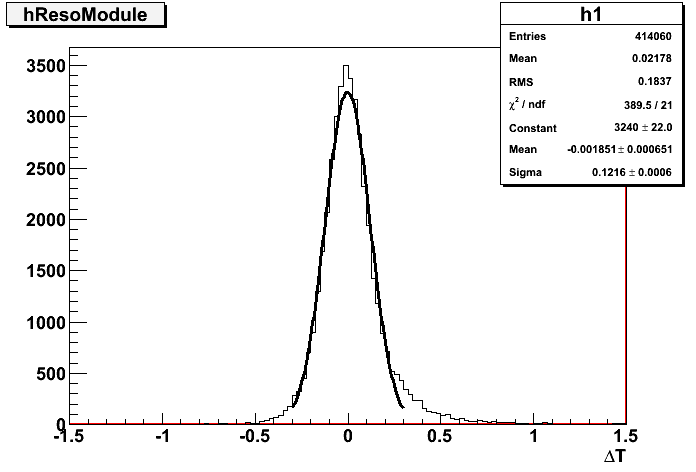 hResoModule
h1
Entries 414060
Mean 0.02178
RMS 0.1837
χ² / ndf 389.5 / 21
Constant 3240 ± 22.0
Mean -0.001851 ± 0.000651
Sigma 0.1216 ± 0.0006
3500
3000
2500
2000
1500
1000
500
0
-1.5 -1 -0.5 0 0.5 1 1.5
ΔT